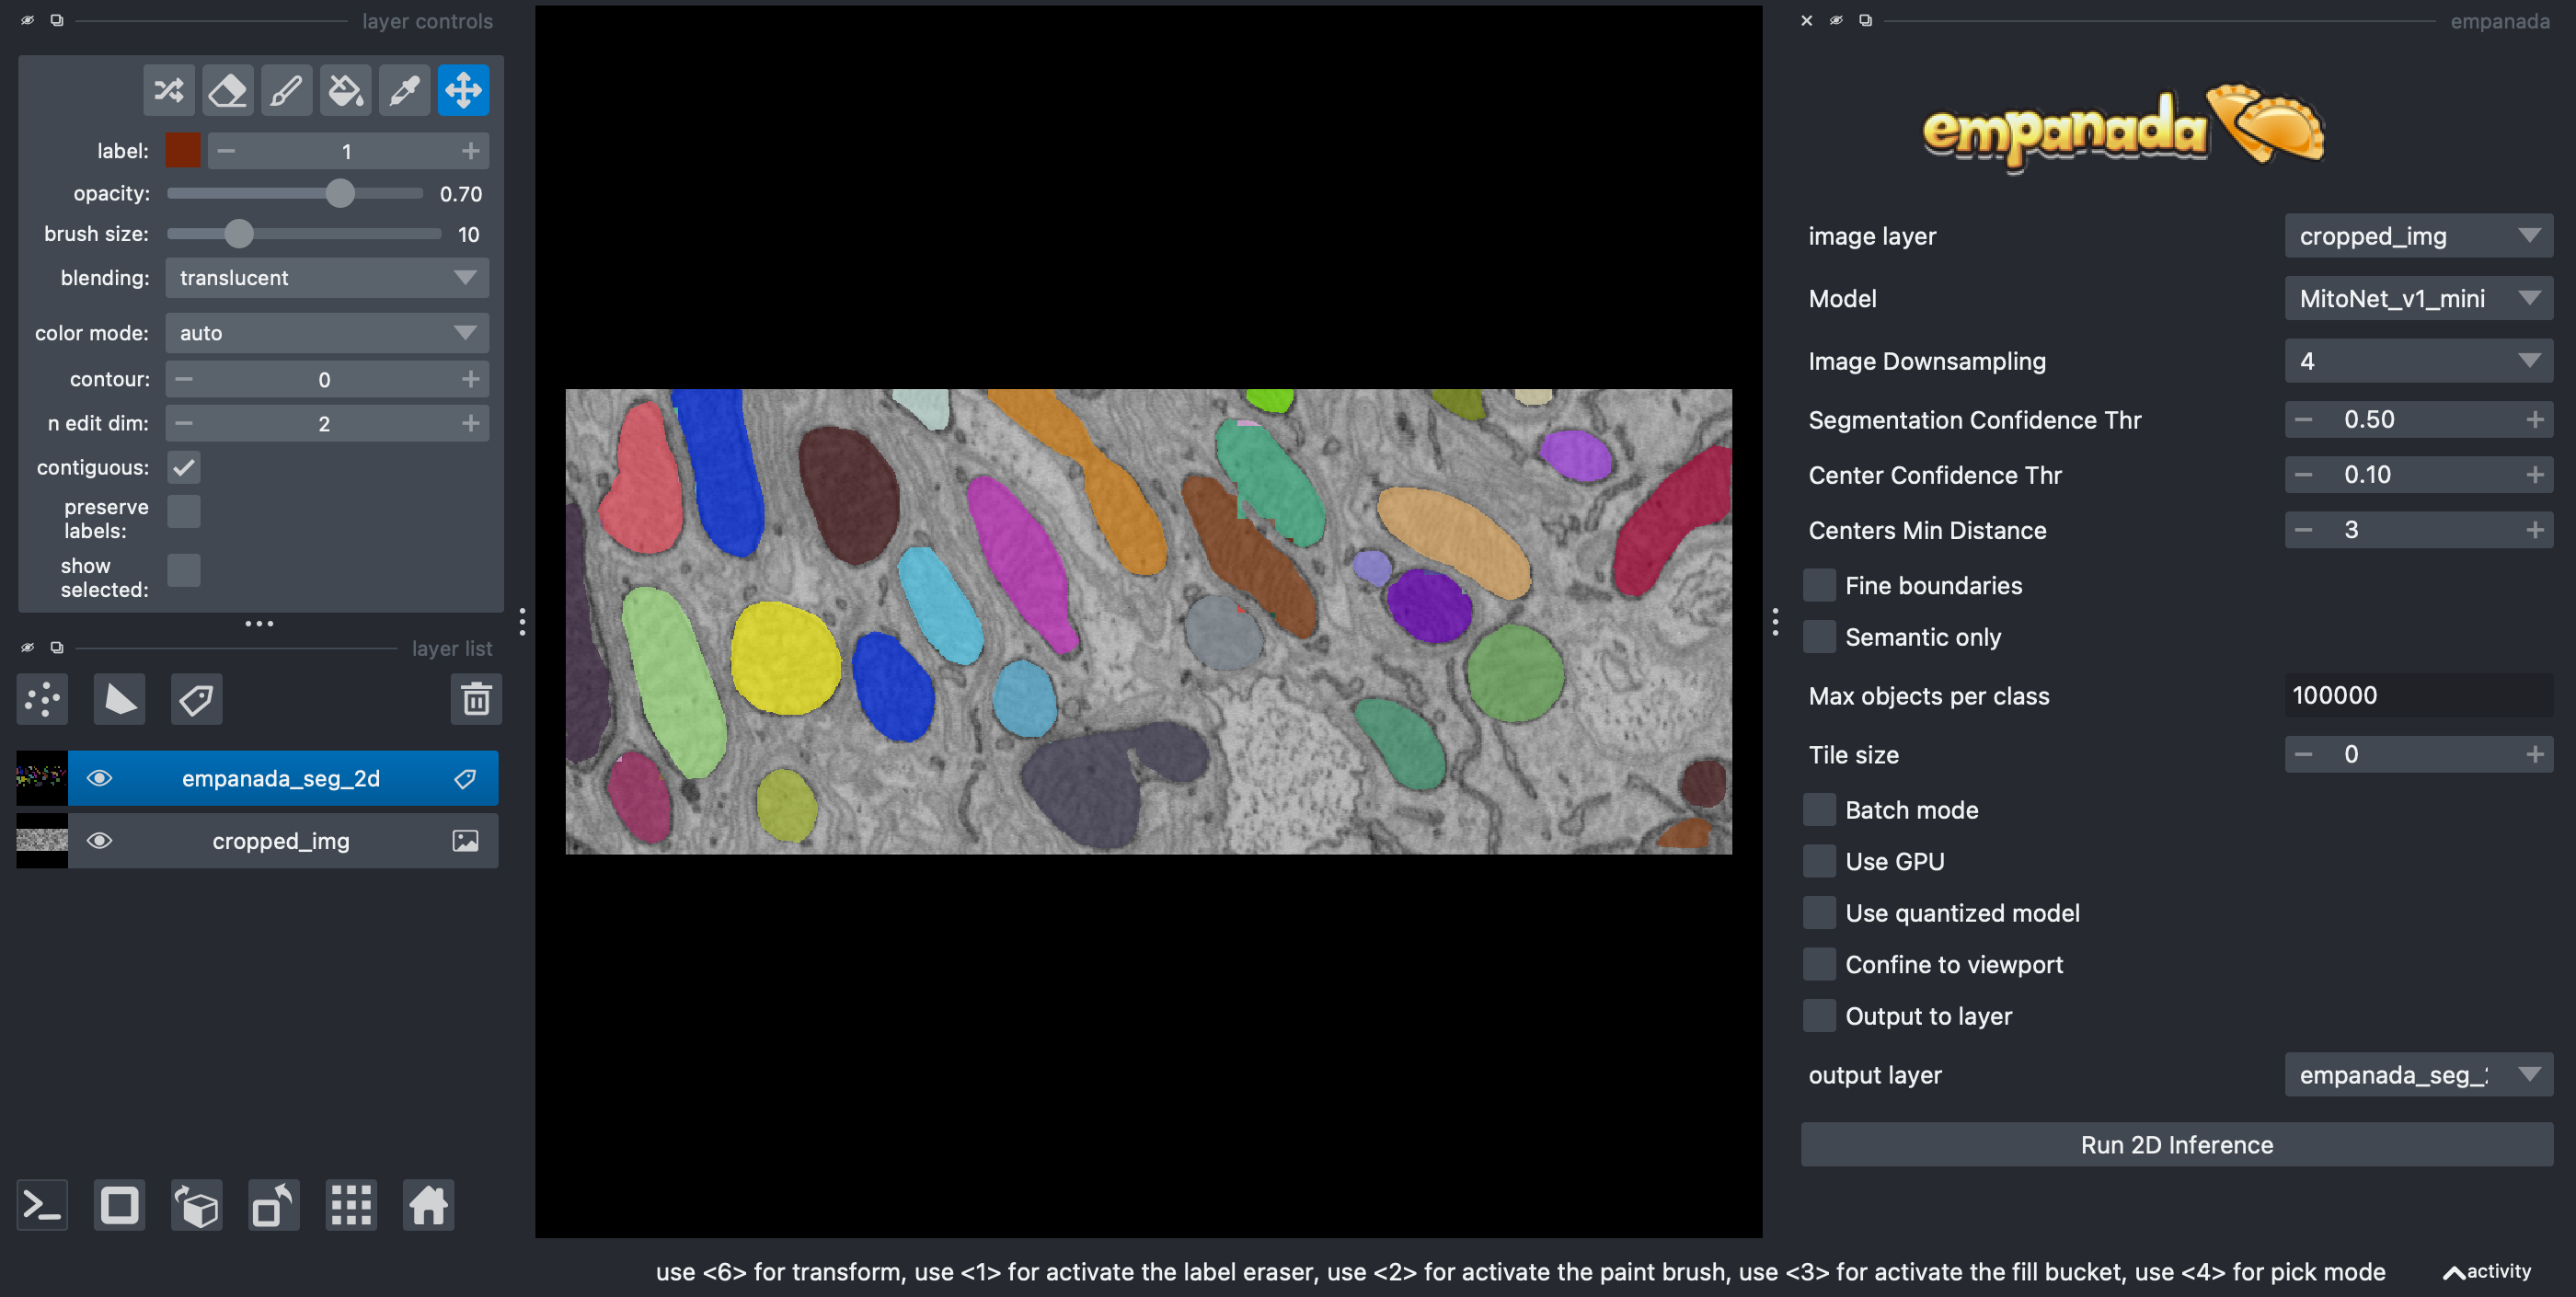 layer controls
label: 1
opacity: 0.70
brush size: 10
blending: translucent
color mode: auto
contour: 0
n edit dim: 2
contiguous:
preserve
labels:
show
selected:
layer list
empanada_seg_2d
cropped_img
empanada
empanada
image layer cropped_img
Model MitoNet_v1_mini
Image Downsampling 4
Segmentation Confidence Thr 0.50
Center Confidence Thr 0.10
Centers Min Distance 3
Fine boundaries
Semantic only
Max objects per class 100000
Tile size 0
Batch mode
Use GPU
Use quantized model
Confine to viewport
Output to layer
output layer empanada_seg_
Run 2D Inference
use <6> for transform, use <1> for activate the label eraser, use <2> for activate the paint brush, use <3> for activate the fill bucket, use <4> for pick mode
activity